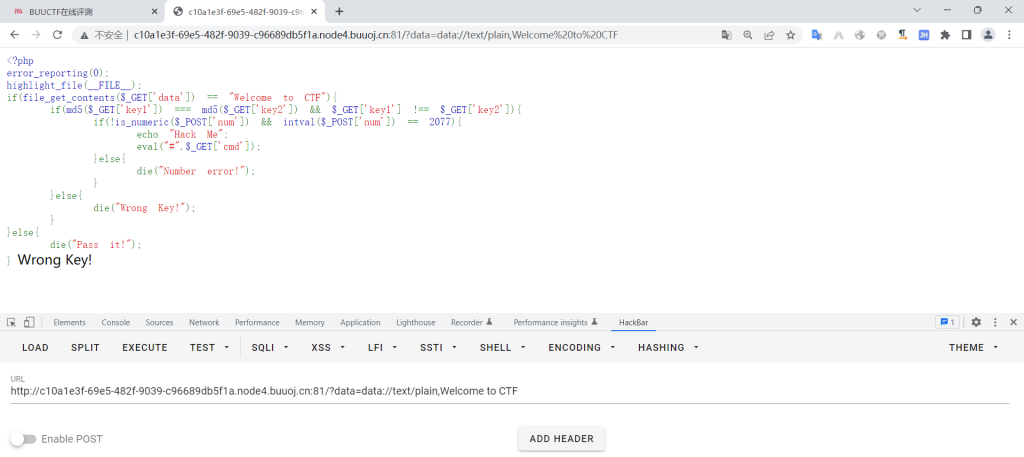 BUUCTF在线评测
c10a1e3f-69e5-482f-9039-c96
不安全 | c10a1e3f-69e5-482f-9039-c96689db5f1a.node4.buuoj.cn:81/?data=data://text/plain,Welcome%20to%20CTF
<?php
error_reporting(0);
highlight_file(__FILE__);
if(file_get_contents($_GET['data']) == "Welcome to CTF"){
if(md5($_GET['key1']) === md5($_GET['key2']) && $_GET['key1'] !== $_GET['key2']){
if(!is_numeric($_POST['num']) && intval($_POST['num']) == 2077){
echo "Hack Me";
eval("#".$_GET['cmd']);
}else{
die("Number error!");
}
}else{
die("Wrong Key!");
}
}else{
die("Pass it!");
} Wrong Key!
Elements Console Sources Network Performance Memory Application Lighthouse Recorder Performance insights HackBar 1
LOAD SPLIT EXECUTE TEST SQLI XSS LFI SSTI SHELL ENCODING HASHING THEME
URL
http://c10a1e3f-69e5-482f-9039-c96689db5f1a.node4.buuoj.cn:81/?data=data://text/plain,Welcome to CTF
Enable POST ADD HEADER